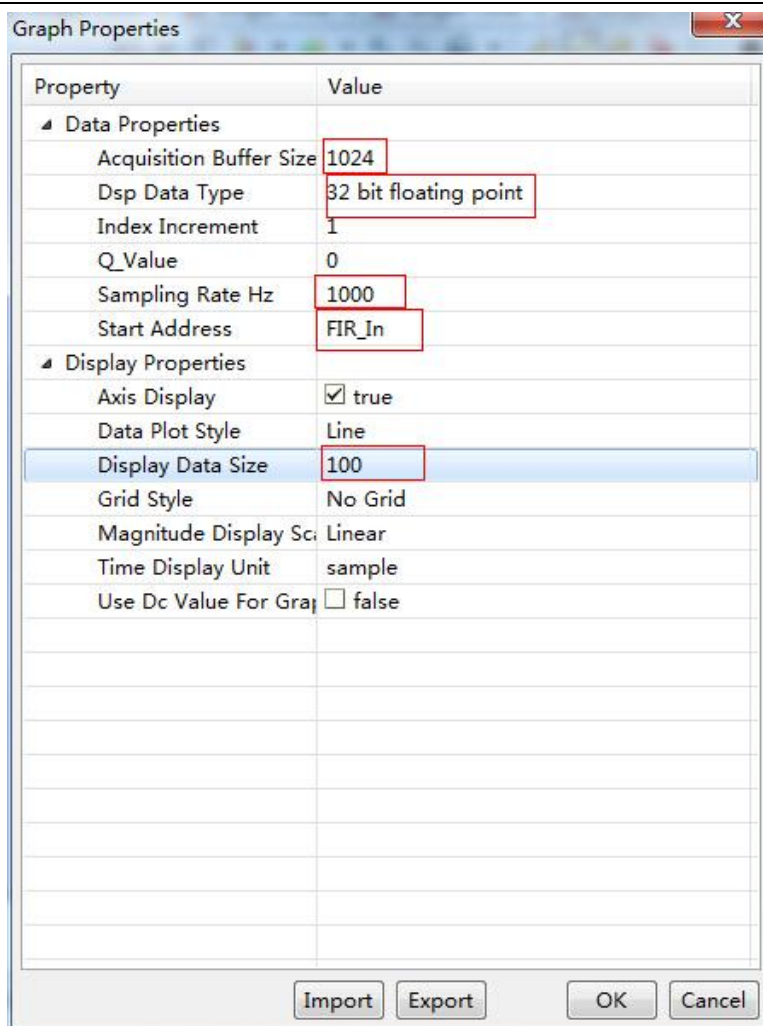 Graph Properties
Property Value
Data Properties
Acquisition Buffer Size 1024
Dsp Data Type 32 bit floating point
Index Increment 1
Q_Value 0
Sampling Rate Hz 1000
Start Address FIR_In
Display Properties
Axis Display true
Data Plot Style Line
Display Data Size 100
Grid Style No Grid
Magnitude Display Sca Linear
Time Display Unit sample
Use Dc Value For Grap false
Import Export OK Cancel